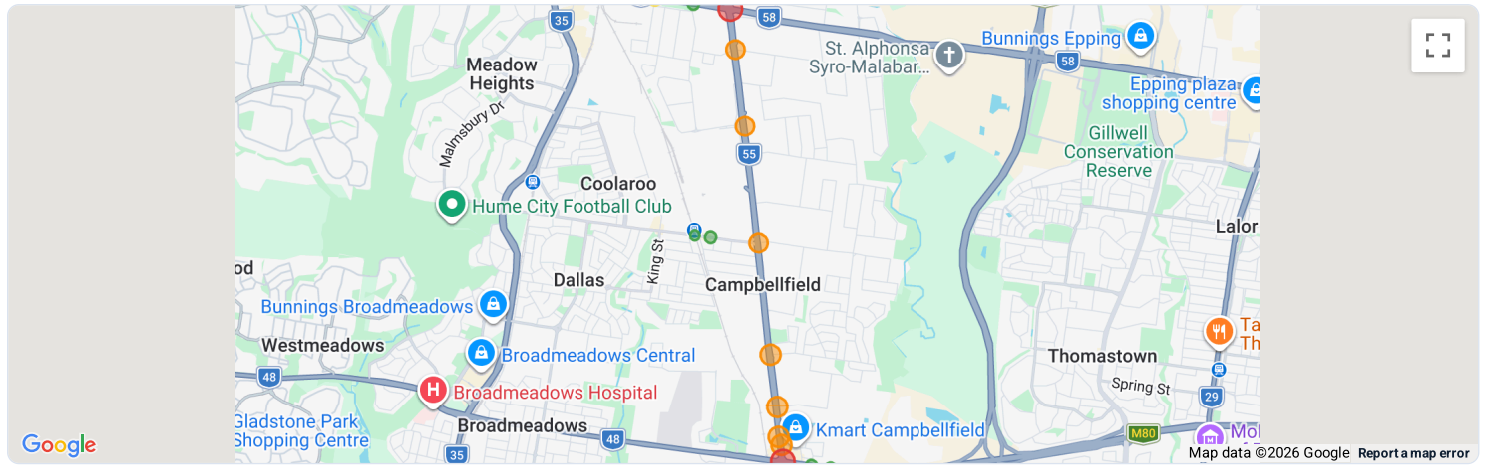 35
58
Meadow
Heights
St. Alphonsa
Syro-Malabar...
Bunnings Epping
58
Epping plaza
shopping centre
Malmsbury Dr
55
Gillwell
Conservation
Reserve
Coolaroo
Hume City Football Club
Lalor
King St
od
Dallas
Campbellfield
Bunnings Broadmeadows
Westmeadows
Broadmeadows Central
Ta
Th
Thomastown
48
Spring St
H
Broadmeadows Hospital
29
Gladstone Park
Shopping Centre
Broadmeadows
48
35
Kmart Campbellfield
M80
Google
Map data ©2026 Google
Report a map error